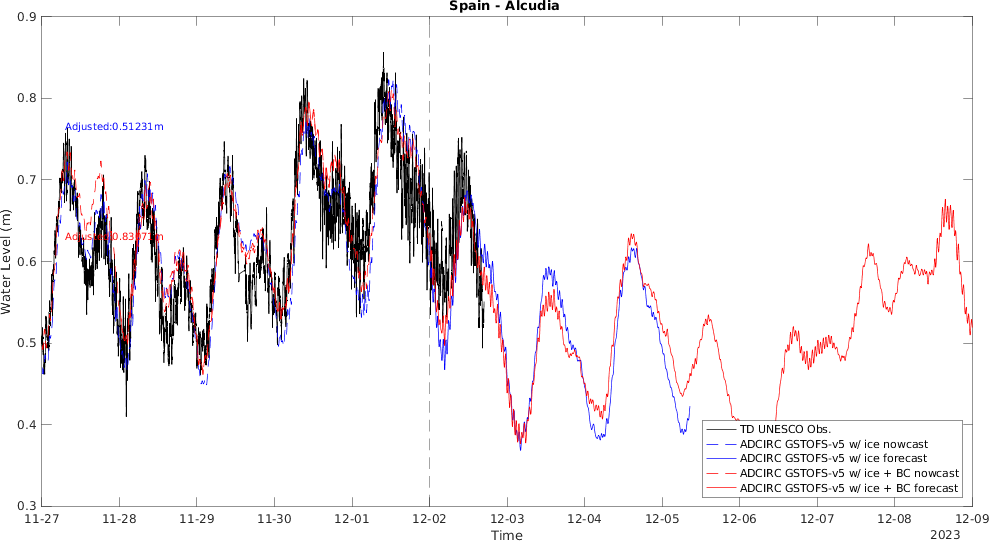 Spain - Alcudia
Water Level (m)
0.9
0.8
0.7
0.6
0.5
0.4
0.3
Adjusted:0.51231m
TD UNESCO Obs.
ADCIRC GSTOFS-v5 w/ ice nowcast
ADCIRC GSTOFS-v5 w/ ice forecast
ADCIRC GSTOFS-v5 w/ ice + BC nowcast
ADCIRC GSTOFS-v5 w/ ice + BC forecast
11-27 11-28 11-29 11-30 12-01 12-02 12-03 12-04 12-05 12-06 12-07 12-08 12-09
Time
2023